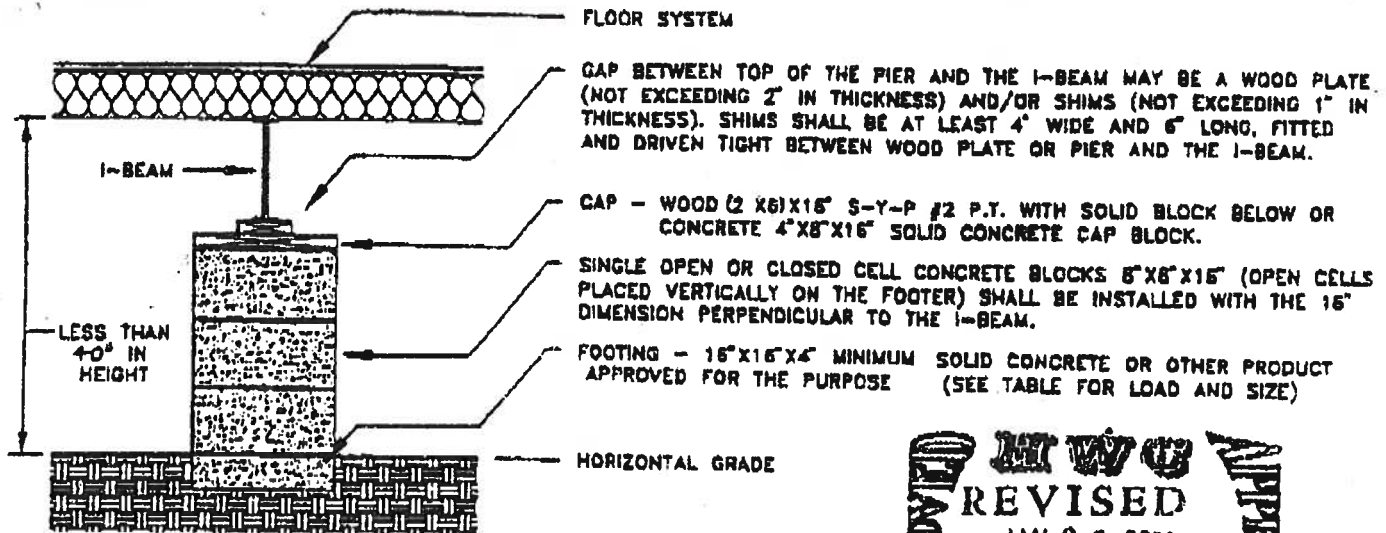 FLOOR SYSTEM
GAP BETWEEN TOP OF THE PIER AND THE I-BEAM MAY BE A WOOD PLATE
(NOT EXCEEDING 2" IN THICKNESS) AND/OR SHIMS (NOT EXCEEDING 1" IN
THICKNESS). SHIMS SHALL BE AT LEAST 4" WIDE AND 6" LONG, FITTED
AND DRIVEN TIGHT BETWEEN WOOD PLATE OR PIER AND THE I-BEAM.
I-BEAM
CAP - WOOD (2 X8)X16" S-Y-P #2 P.T. WITH SOLID BLOCK BELOW OR
CONCRETE 4"X8"X16" SOLID CONCRETE CAP BLOCK.
SINGLE OPEN OR CLOSED CELL CONCRETE BLOCKS 8"X8"X16" (OPEN CELLS
PLACED VERTICALLY ON THE FOOTER) SHALL BE INSTALLED WITH THE 16"
DIMENSION PERPENDICULAR TO THE I-BEAM.
LESS THAN
4-0" IN
HEIGHT
FOOTING - 16"X16"X4" MINIMUM SOLID CONCRETE OR OTHER PRODUCT
APPROVED FOR THE PURPOSE (SEE TABLE FOR LOAD AND SIZE)
HORIZONTAL GRADE
REVISED